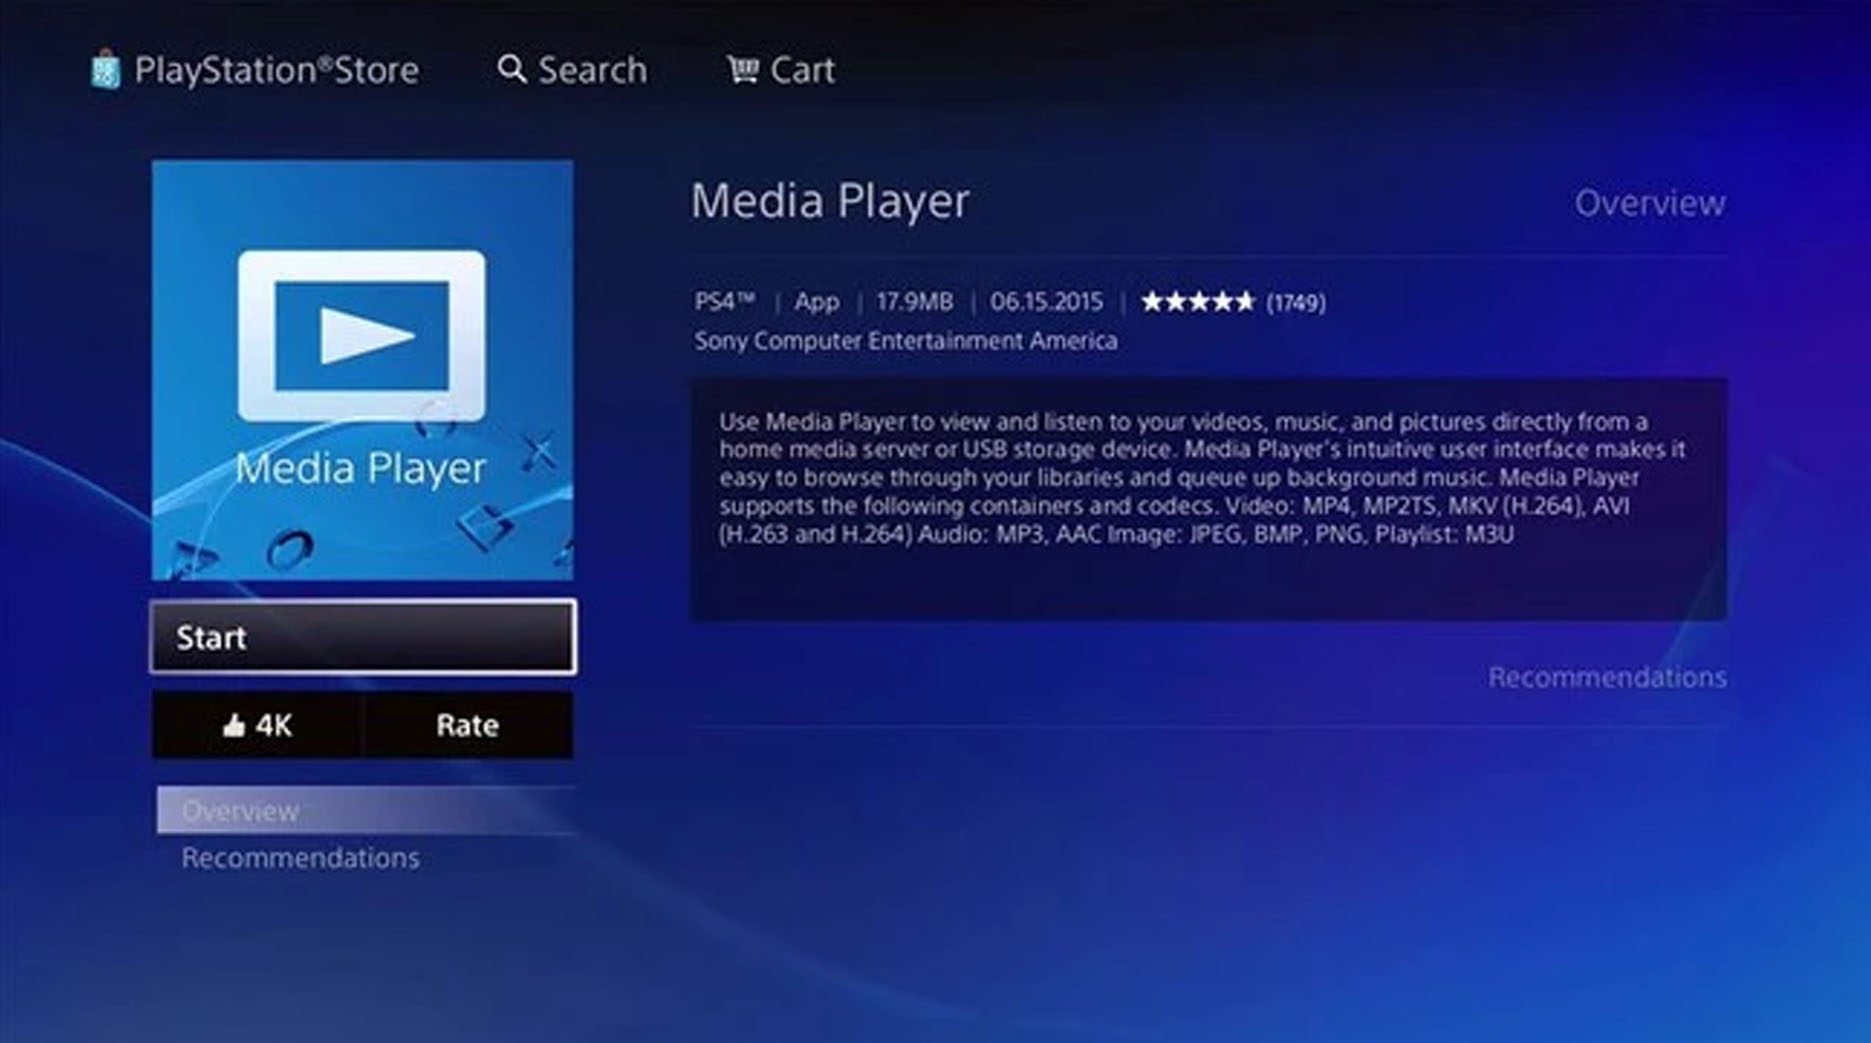 PlayStation®Store
Search
Cart
Media Player
Start
4K
Rate
Overview
Recommendations
Media Player
Overview
PS4™ | App | 17.9MB | 06.15.2015 | ★★★★★ (1749)
Sony Computer Entertainment America
Use Media Player to view and listen to your videos, music, and pictures directly from a
home media server or USB storage device. Media Player's intuitive user interface makes it
easy to browse through your libraries and queue up background music. Media Player
supports the following containers and codecs. Video: MP4, MP2TS, MKV (H.264), AVI
(H.263 and H.264) Audio: MP3, AAC Image: JPEG, BMP, PNG, Playlist: M3U
Recommendations